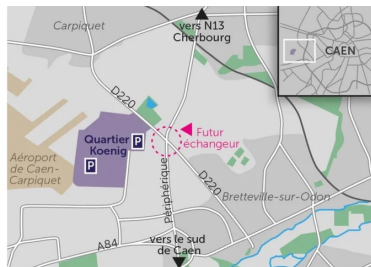 Carpiquet
vers N13
Cherbourg
CAEN
D220
Quartier
Koenig
P
P
Futur
échangeur
Aéroport
de Caen-
Carpiquet
Périphérique
D220
Bretteville-sur-Odon
A84
vers le sud
de Caen